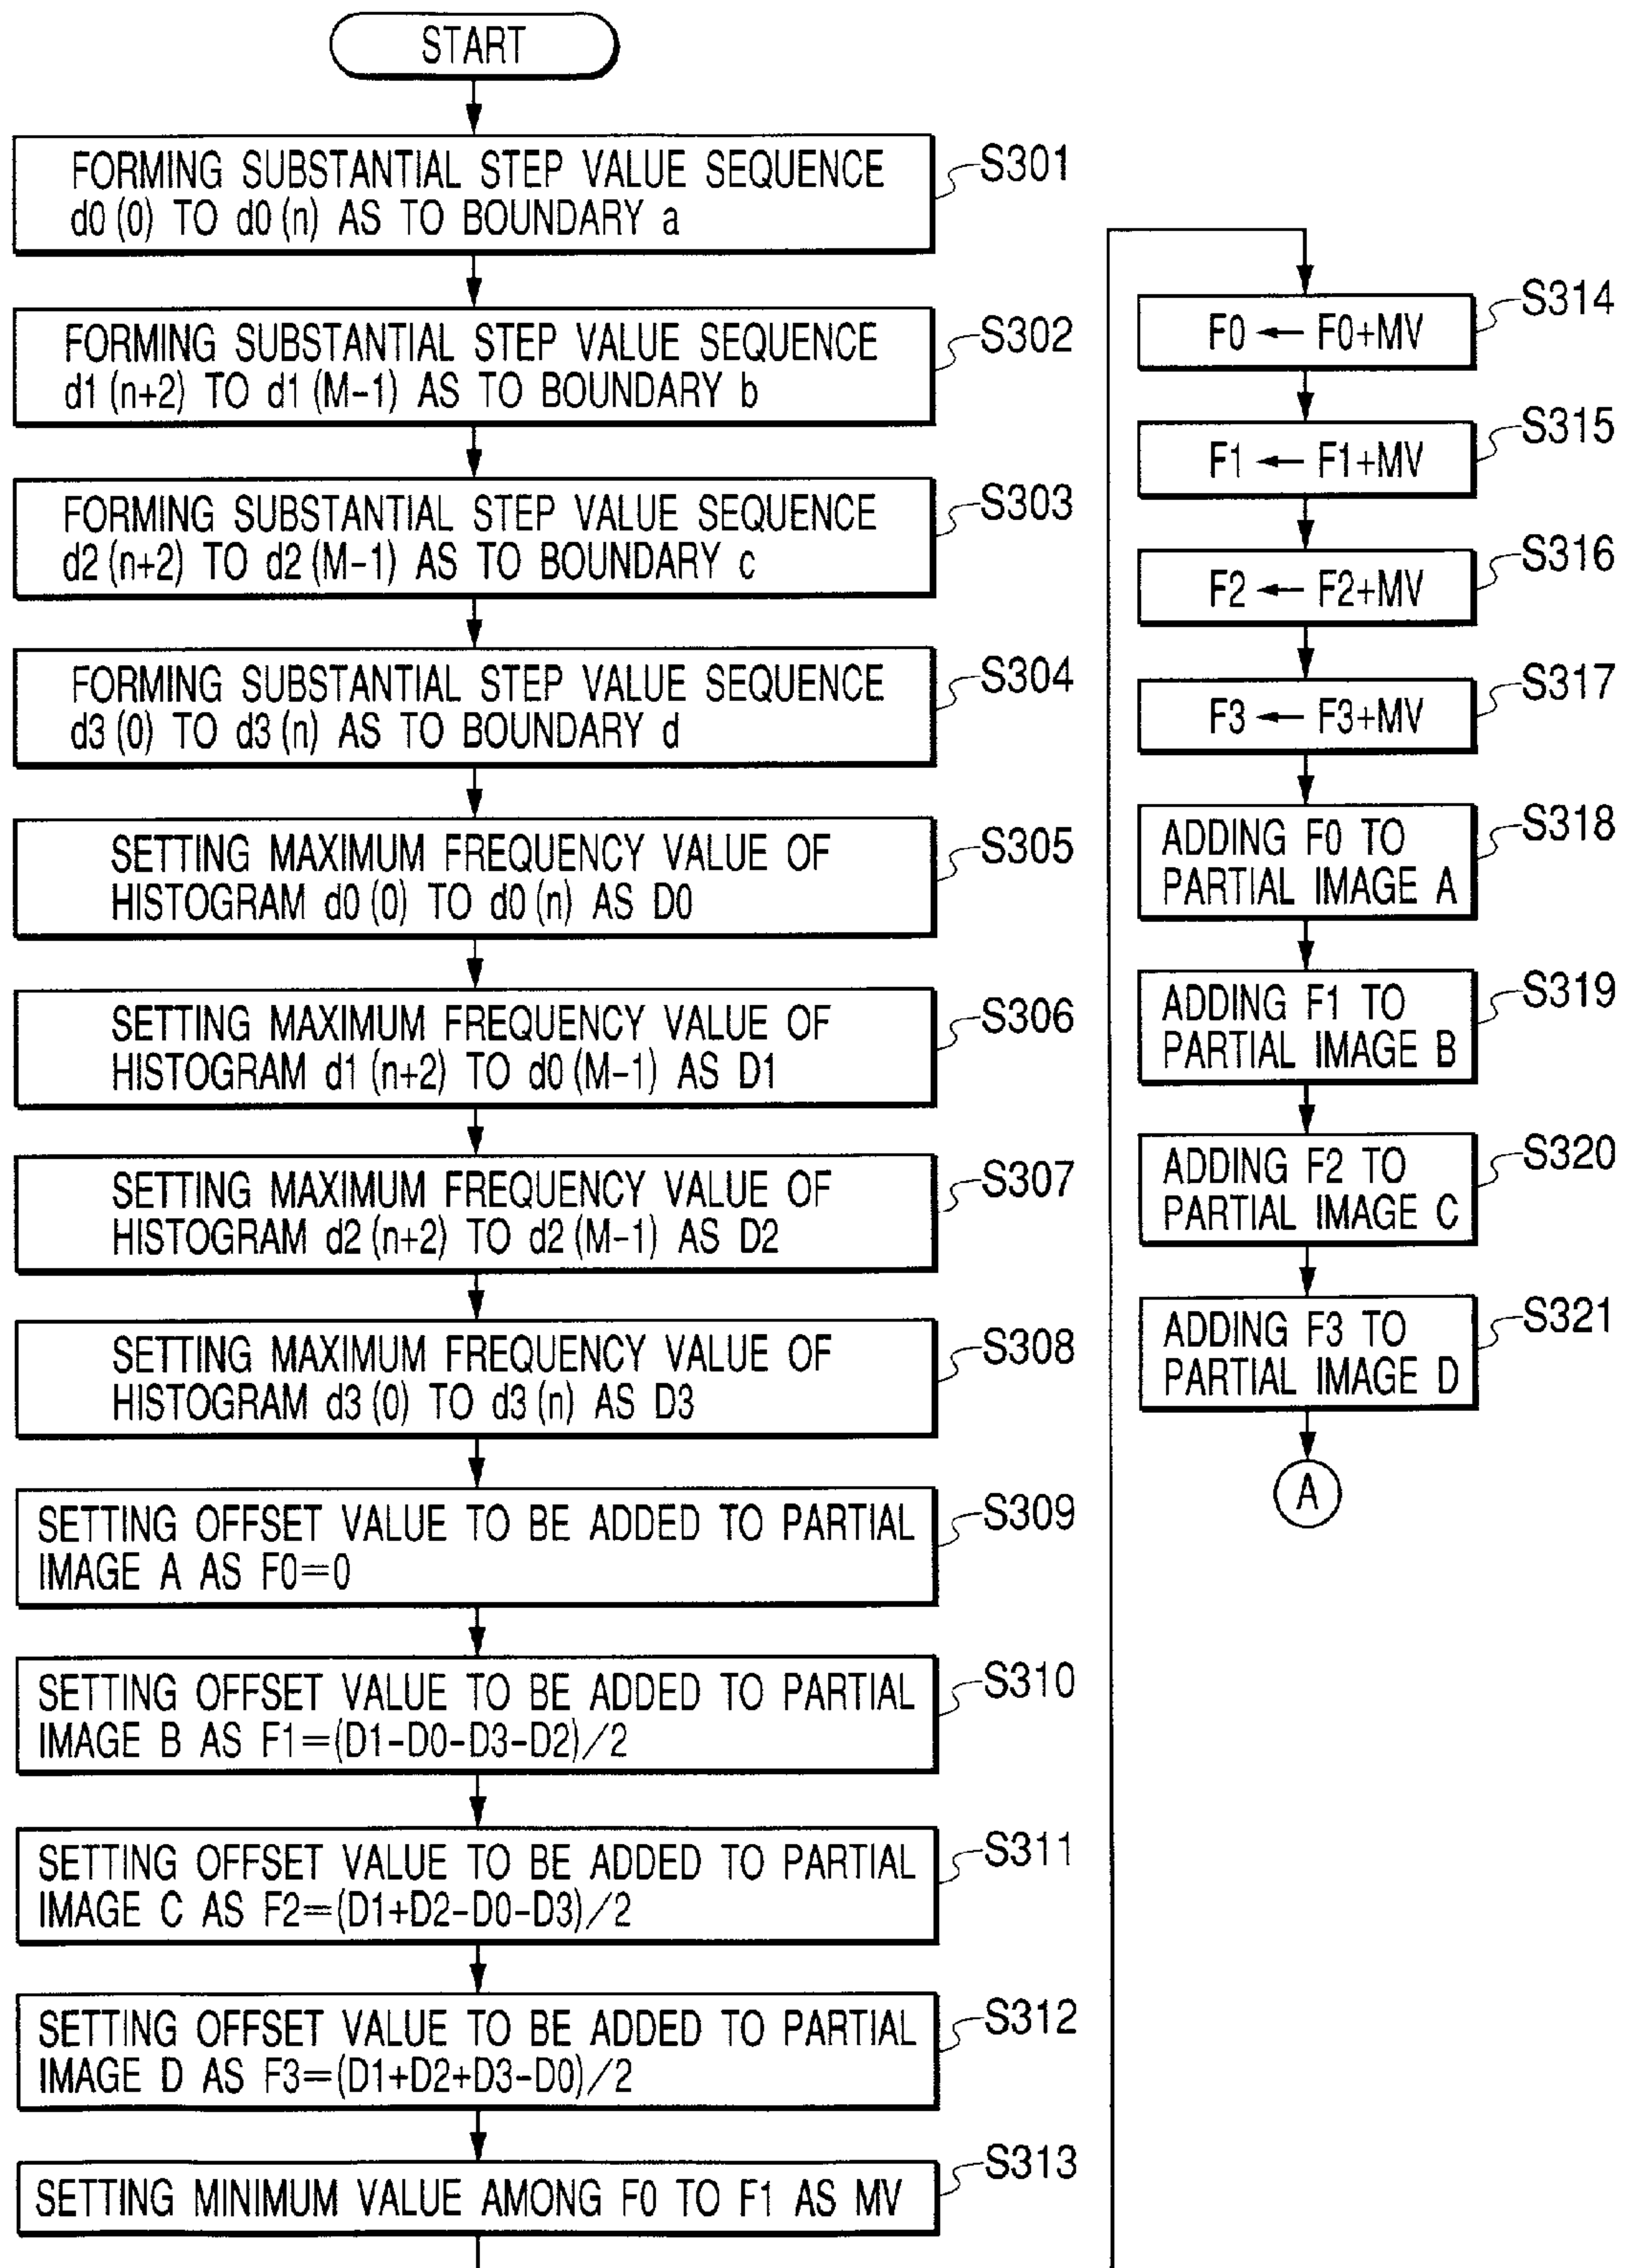 START
FORMING SUBSTANTIAL STEP VALUE SEQUENCE
d0 (0) TO d0 (n) AS TO BOUNDARY a
S301
FORMING SUBSTANTIAL STEP VALUE SEQUENCE
d1 (n+2) TO d1 (M-1) AS TO BOUNDARY b
S302
FORMING SUBSTANTIAL STEP VALUE SEQUENCE
d2 (n+2) TO d2 (M-1) AS TO BOUNDARY c
S303
FORMING SUBSTANTIAL STEP VALUE SEQUENCE
d3 (0) TO d3 (n) AS TO BOUNDARY d
S304
SETTING MAXIMUM FREQUENCY VALUE OF
HISTOGRAM d0 (0) TO d0 (n) AS D0
S305
SETTING MAXIMUM FREQUENCY VALUE OF
HISTOGRAM d1 (n+2) TO d0 (M-1) AS D1
S306
SETTING MAXIMUM FREQUENCY VALUE OF
HISTOGRAM d2 (n+2) TO d2 (M-1) AS D2
S307
SETTING MAXIMUM FREQUENCY VALUE OF
HISTOGRAM d3 (0) TO d3 (n) AS D3
S308
SETTING OFFSET VALUE TO BE ADDED TO PARTIAL
IMAGE A AS F0=0
S309
SETTING OFFSET VALUE TO BE ADDED TO PARTIAL
IMAGE B AS F1=(D1-D0-D3-D2)/2
S310
SETTING OFFSET VALUE TO BE ADDED TO PARTIAL
IMAGE C AS F2=(D1+D2-D0-D3)/2
S311
SETTING OFFSET VALUE TO BE ADDED TO PARTIAL
IMAGE D AS F3=(D1+D2+D3-D0)/2
S312
SETTING MINIMUM VALUE AMONG F0 TO F1 AS MV
S313
F0 ← F0+MV
S314
F1 ← F1+MV
S315
F2 ← F2+MV
S316
F3 ← F3+MV
S317
ADDING F0 TO
PARTIAL IMAGE A
S318
ADDING F1 TO
PARTIAL IMAGE B
S319
ADDING F2 TO
PARTIAL IMAGE C
S320
ADDING F3 TO
PARTIAL IMAGE D
S321
A